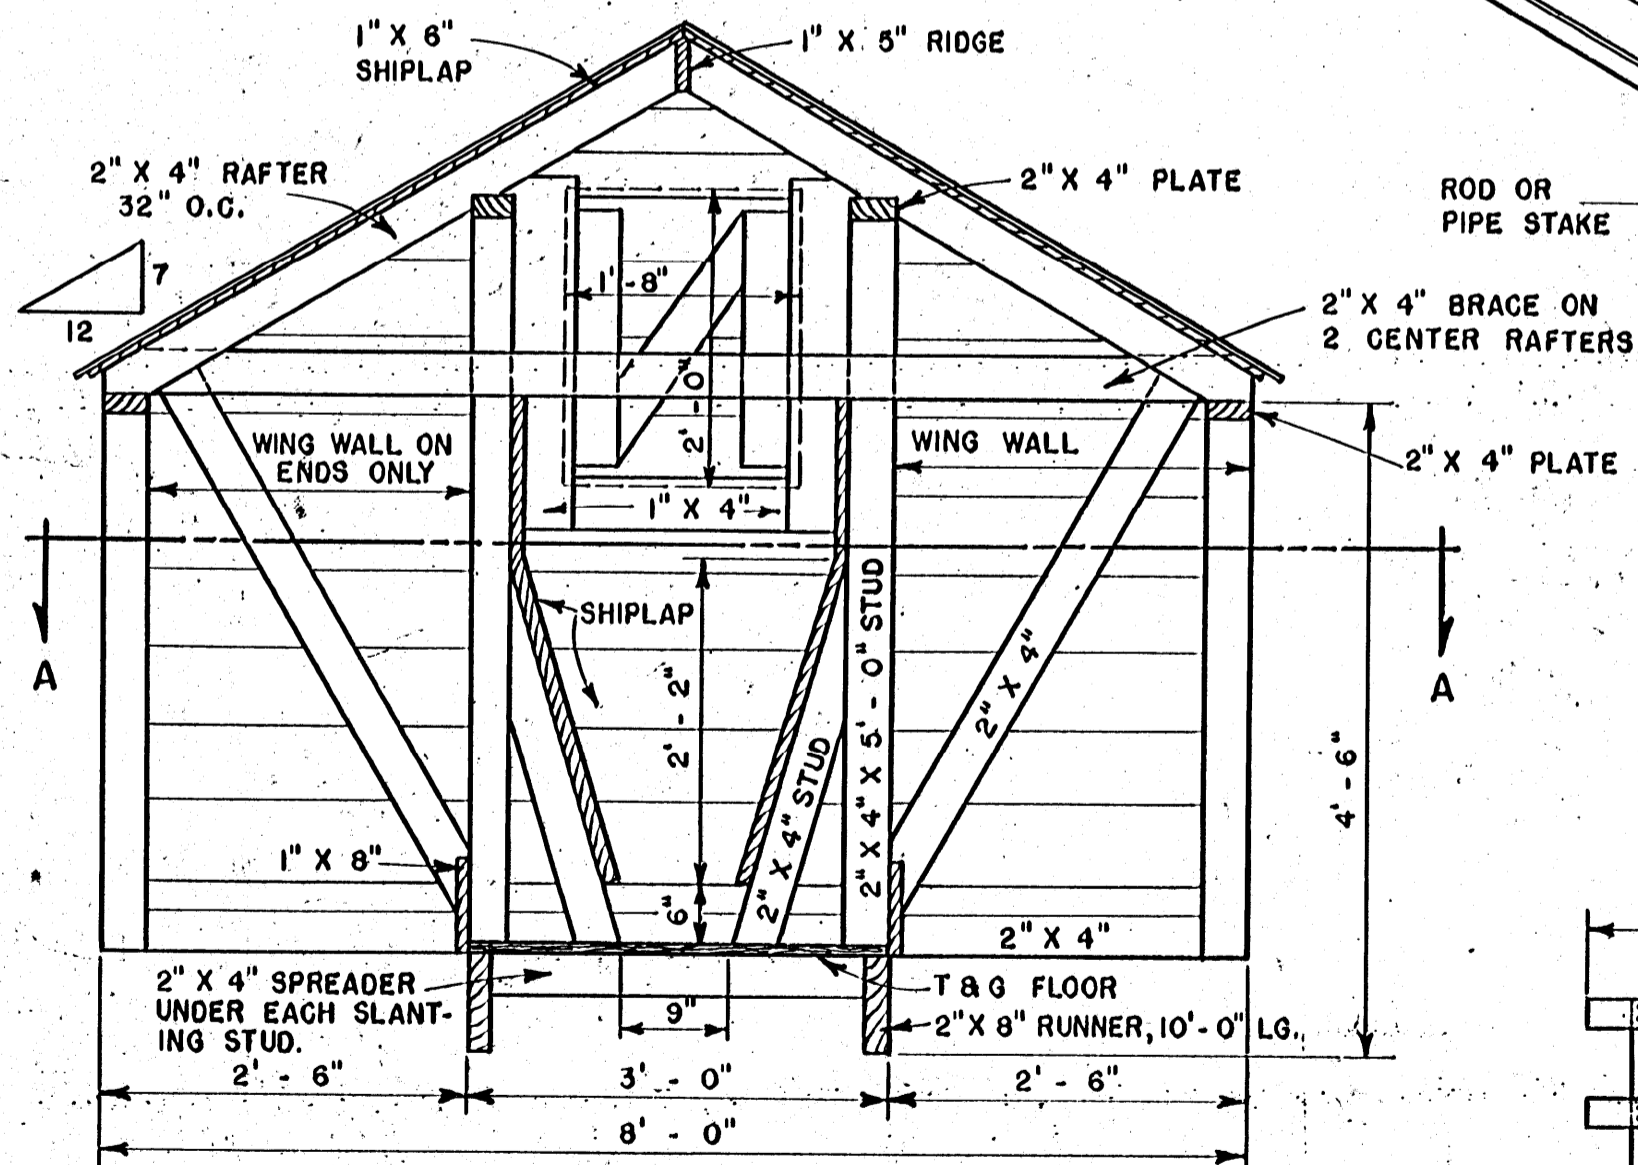 1" X 6"
SHIPLAP
1" X 5" RIDGE
2" X 4" RAFTER
32" O.C.
2" X 4" PLATE
ROD OR
PIPE STAKE
7
12
1'-8"
2'-0"
2" X 4" BRACE ON
2 CENTER RAFTERS
WING WALL ON
ENDS ONLY
WING WALL
2" X 4" PLATE
1" X 4"
SHIPLAP
A
A
2'-2"
2" X 4" STUD
2" X 4" X 5'-0" STUD
2" X 4"
4'-6"
1" X 8"
6"
2" X 4"
2" X 4" SPREADER
UNDER EACH SLANT-
ING STUD.
9"
T & G FLOOR
2" X 8" RUNNER, 10'-0" LG.
2' - 6"
3' - 0"
2' - 6"
8' - 0"